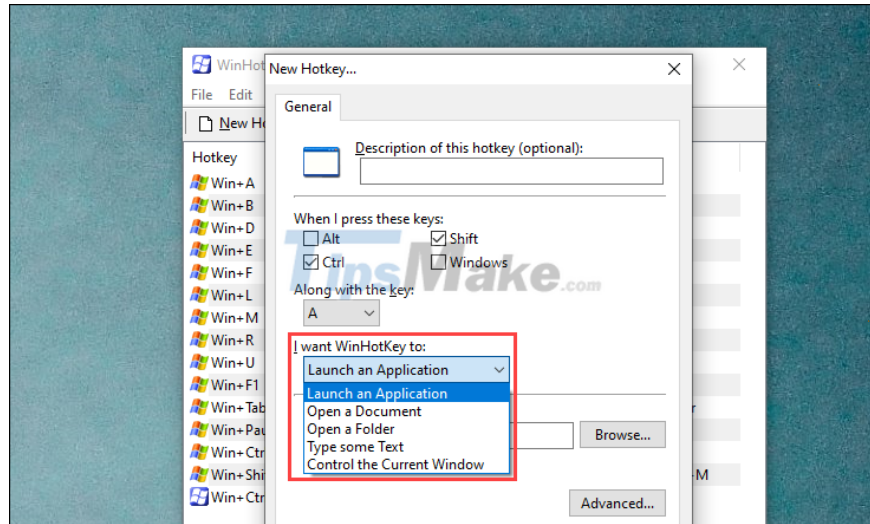 WinHot
New Hotkey...
File Edit
General
New Ho
Description of this hotkey (optional):
Hotkey
Win+A
Win+B
Win+D
Win+E
Win+F
Win+L
Win+M
Win+R
Win+U
Win+F1
Win+Tab
Win+Pau
Win+Ctr
Win+Shi
Win+Ctr
When I press these keys:
Alt Shift
Ctrl Windows
TipsMake.com
Along with the key:
A
I want WinHotKey to:
Launch an Application
Launch an Application
Open a Document
Open a Folder
Type some Text
Control the Current Window
Browse...
r
-M
Advanced...